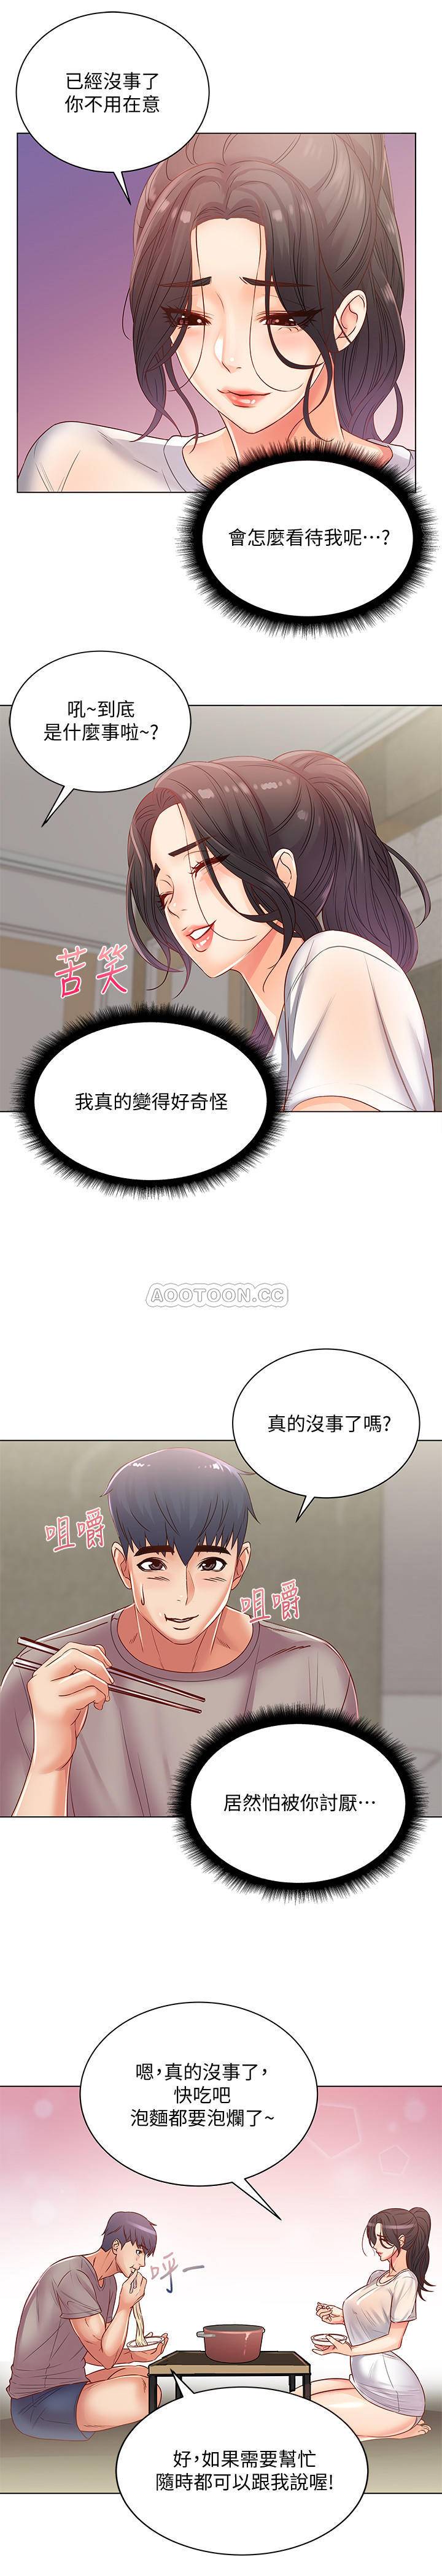 已經沒事了
你不用在意
會怎麼看待我呢⋯?
吼~到底
是什麼事啦~?
苦笑
我真的變得好奇怪
AOOTOON.CC
真的沒事了嗎?
咀嚼
咀嚼
居然怕被你討厭⋯
嗯,真的沒事了,
快吃吧
泡麵都要泡爛了~
呼一
好,如果需要幫忙
隨時都可以跟我說喔!